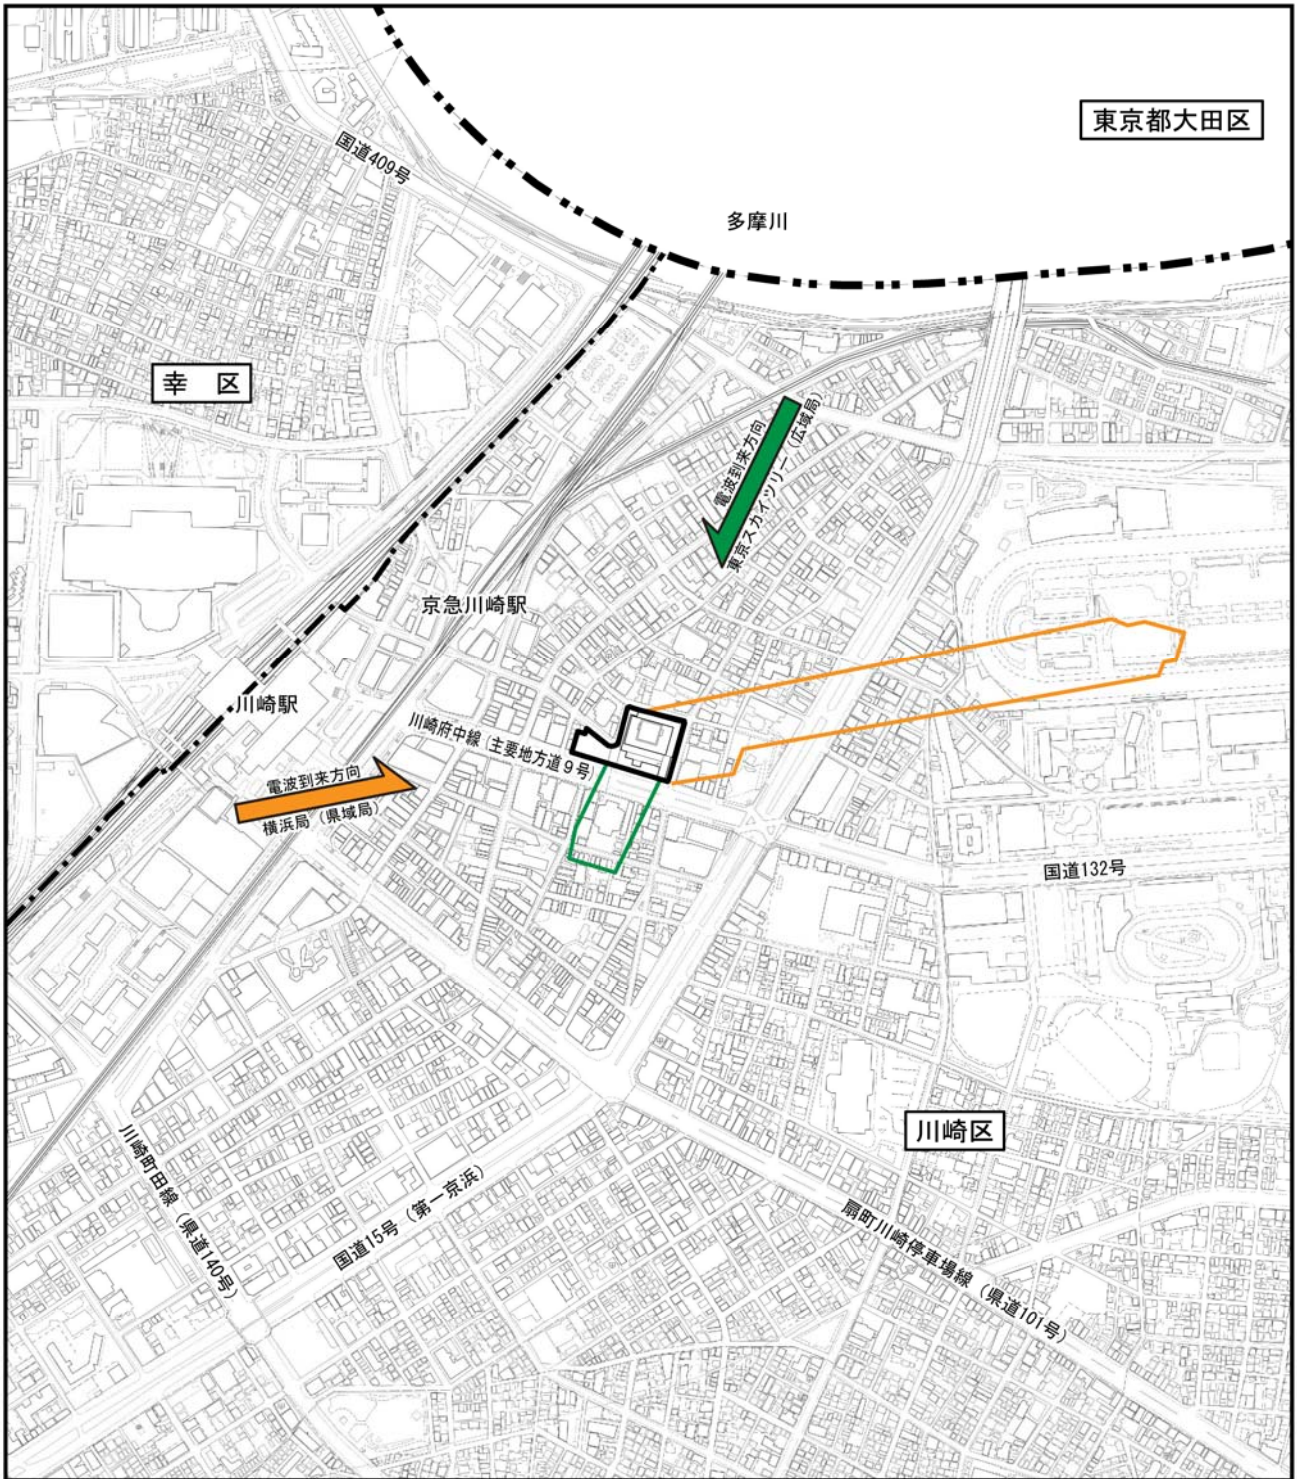 東京都大田区
国道409号
多摩川
幸 区
電波到来方向
東京スカイツリー(広域局)
京急川崎駅
川崎駅
川崎府中線(主要地方道9号)
電波到来方向
横浜局(県域局)
国道132号
川崎区
川崎町田線(県道140号)
国道15号(第一京浜)
扇町川崎停車場線(県道101号)